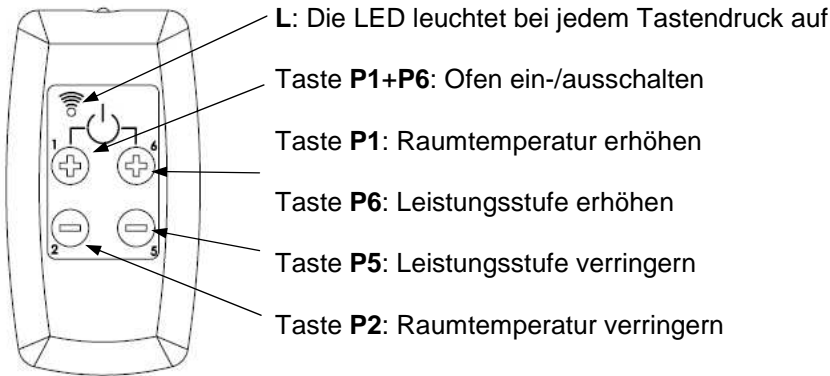 L: Die LED leuchtet bei jedem Tastendruck auf
Taste P1+P6: Ofen ein-/ausschalten
1 6
Taste P1: Raumtemperatur erhöhen
Taste P6: Leistungsstufe erhöhen
2 5
Taste P5: Leistungsstufe verringern
Taste P2: Raumtemperatur verringern